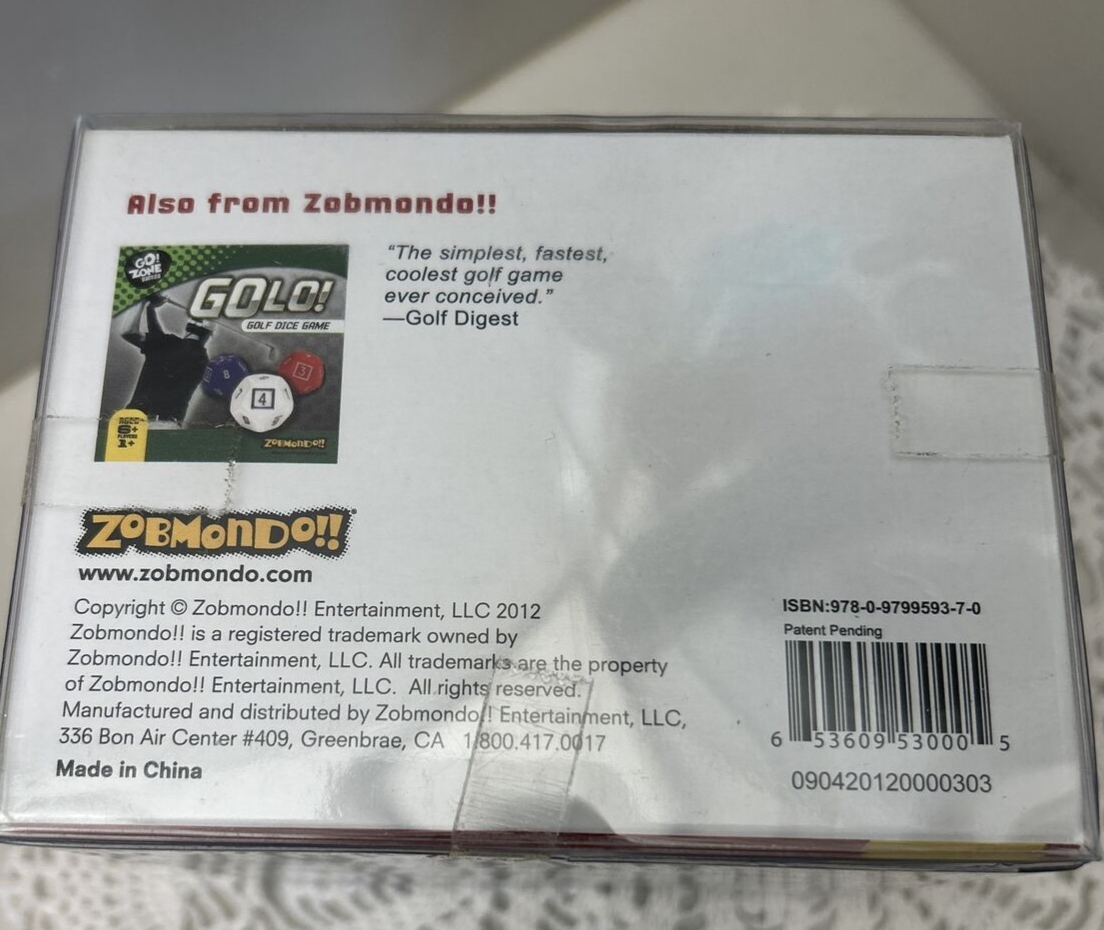 Also from Zobmondo!!
GO!
ZONE
GAMES
GOLO!
GOLF DICE GAME
8
3
4
6+
PLAYERS
1+
ZOBMONDO!!
"The simplest, fastest,
coolest golf game
ever conceived."
—Golf Digest
ZOBMONDO!!
www.zobmondo.com
Copyright © Zobmondo!! Entertainment, LLC 2012
Zobmondo!! is a registered trademark owned by
Zobmondo!! Entertainment, LLC. All trademarks are the property
of Zobmondo!! Entertainment, LLC. All rights reserved.
Manufactured and distributed by Zobmondo!! Entertainment, LLC,
336 Bon Air Center #409, Greenbrae, CA 1.800.417.0017
Made in China
ISBN:978-0-9799593-7-0
Patent Pending
6 53609 53000 5
090420120000303